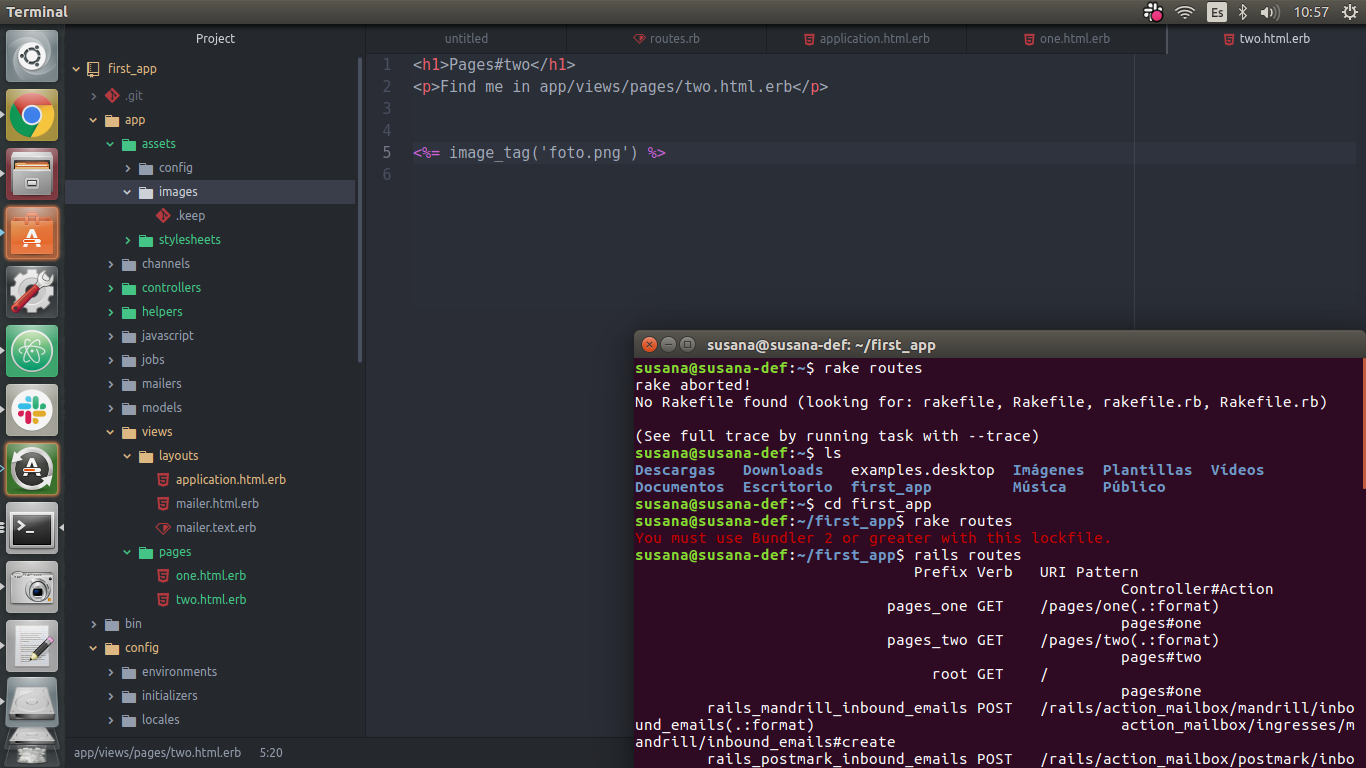 Terminal
Es
10:57
Project
first_app
.git
app
assets
config
images
.keep
stylesheets
channels
controllers
helpers
javascript
jobs
mailers
models
views
layouts
application.html.erb
mailer.html.erb
mailer.text.erb
pages
one.html.erb
two.html.erb
bin
config
environments
initializers
locales
untitled
routes.rb
application.html.erb
one.html.erb
two.html.erb
1 <h1>Pages#two</h1>
2 <p>Find me in app/views/pages/two.html.erb</p>
3
4
5 <%= image_tag('foto.png') %>
6
app/views/pages/two.html.erb 5:20
susana@susana-def: ~/first_app
susana@susana-def:~$ rake routes
rake aborted!
No Rakefile found (looking for: rakefile, Rakefile, rakefile.rb, Rakefile.rb)
(See full trace by running task with --trace)
susana@susana-def:~$ ls
Descargas Downloads examples.desktop Imágenes Plantillas Vídeos
Documentos Escritorio first_app Música Público
susana@susana-def:~$ cd first_app
susana@susana-def:~/first_app$ rake routes
You must use Bundler 2 or greater with this lockfile.
susana@susana-def:~/first_app$ rails routes
Prefix Verb URI Pattern
Controller#Action
pages_one GET /pages/one(.:format)
pages#one
pages_two GET /pages/two(.:format)
pages#two
root GET /
pages#one
rails_mandrill_inbound_emails POST /rails/action_mailbox/mandrill/inbo
und_emails(.:format) action_mailbox/ingresses/m
andrill/inbound_emails#create
rails_postmark_inbound_emails POST /rails/action_mailbox/postmark/inbo